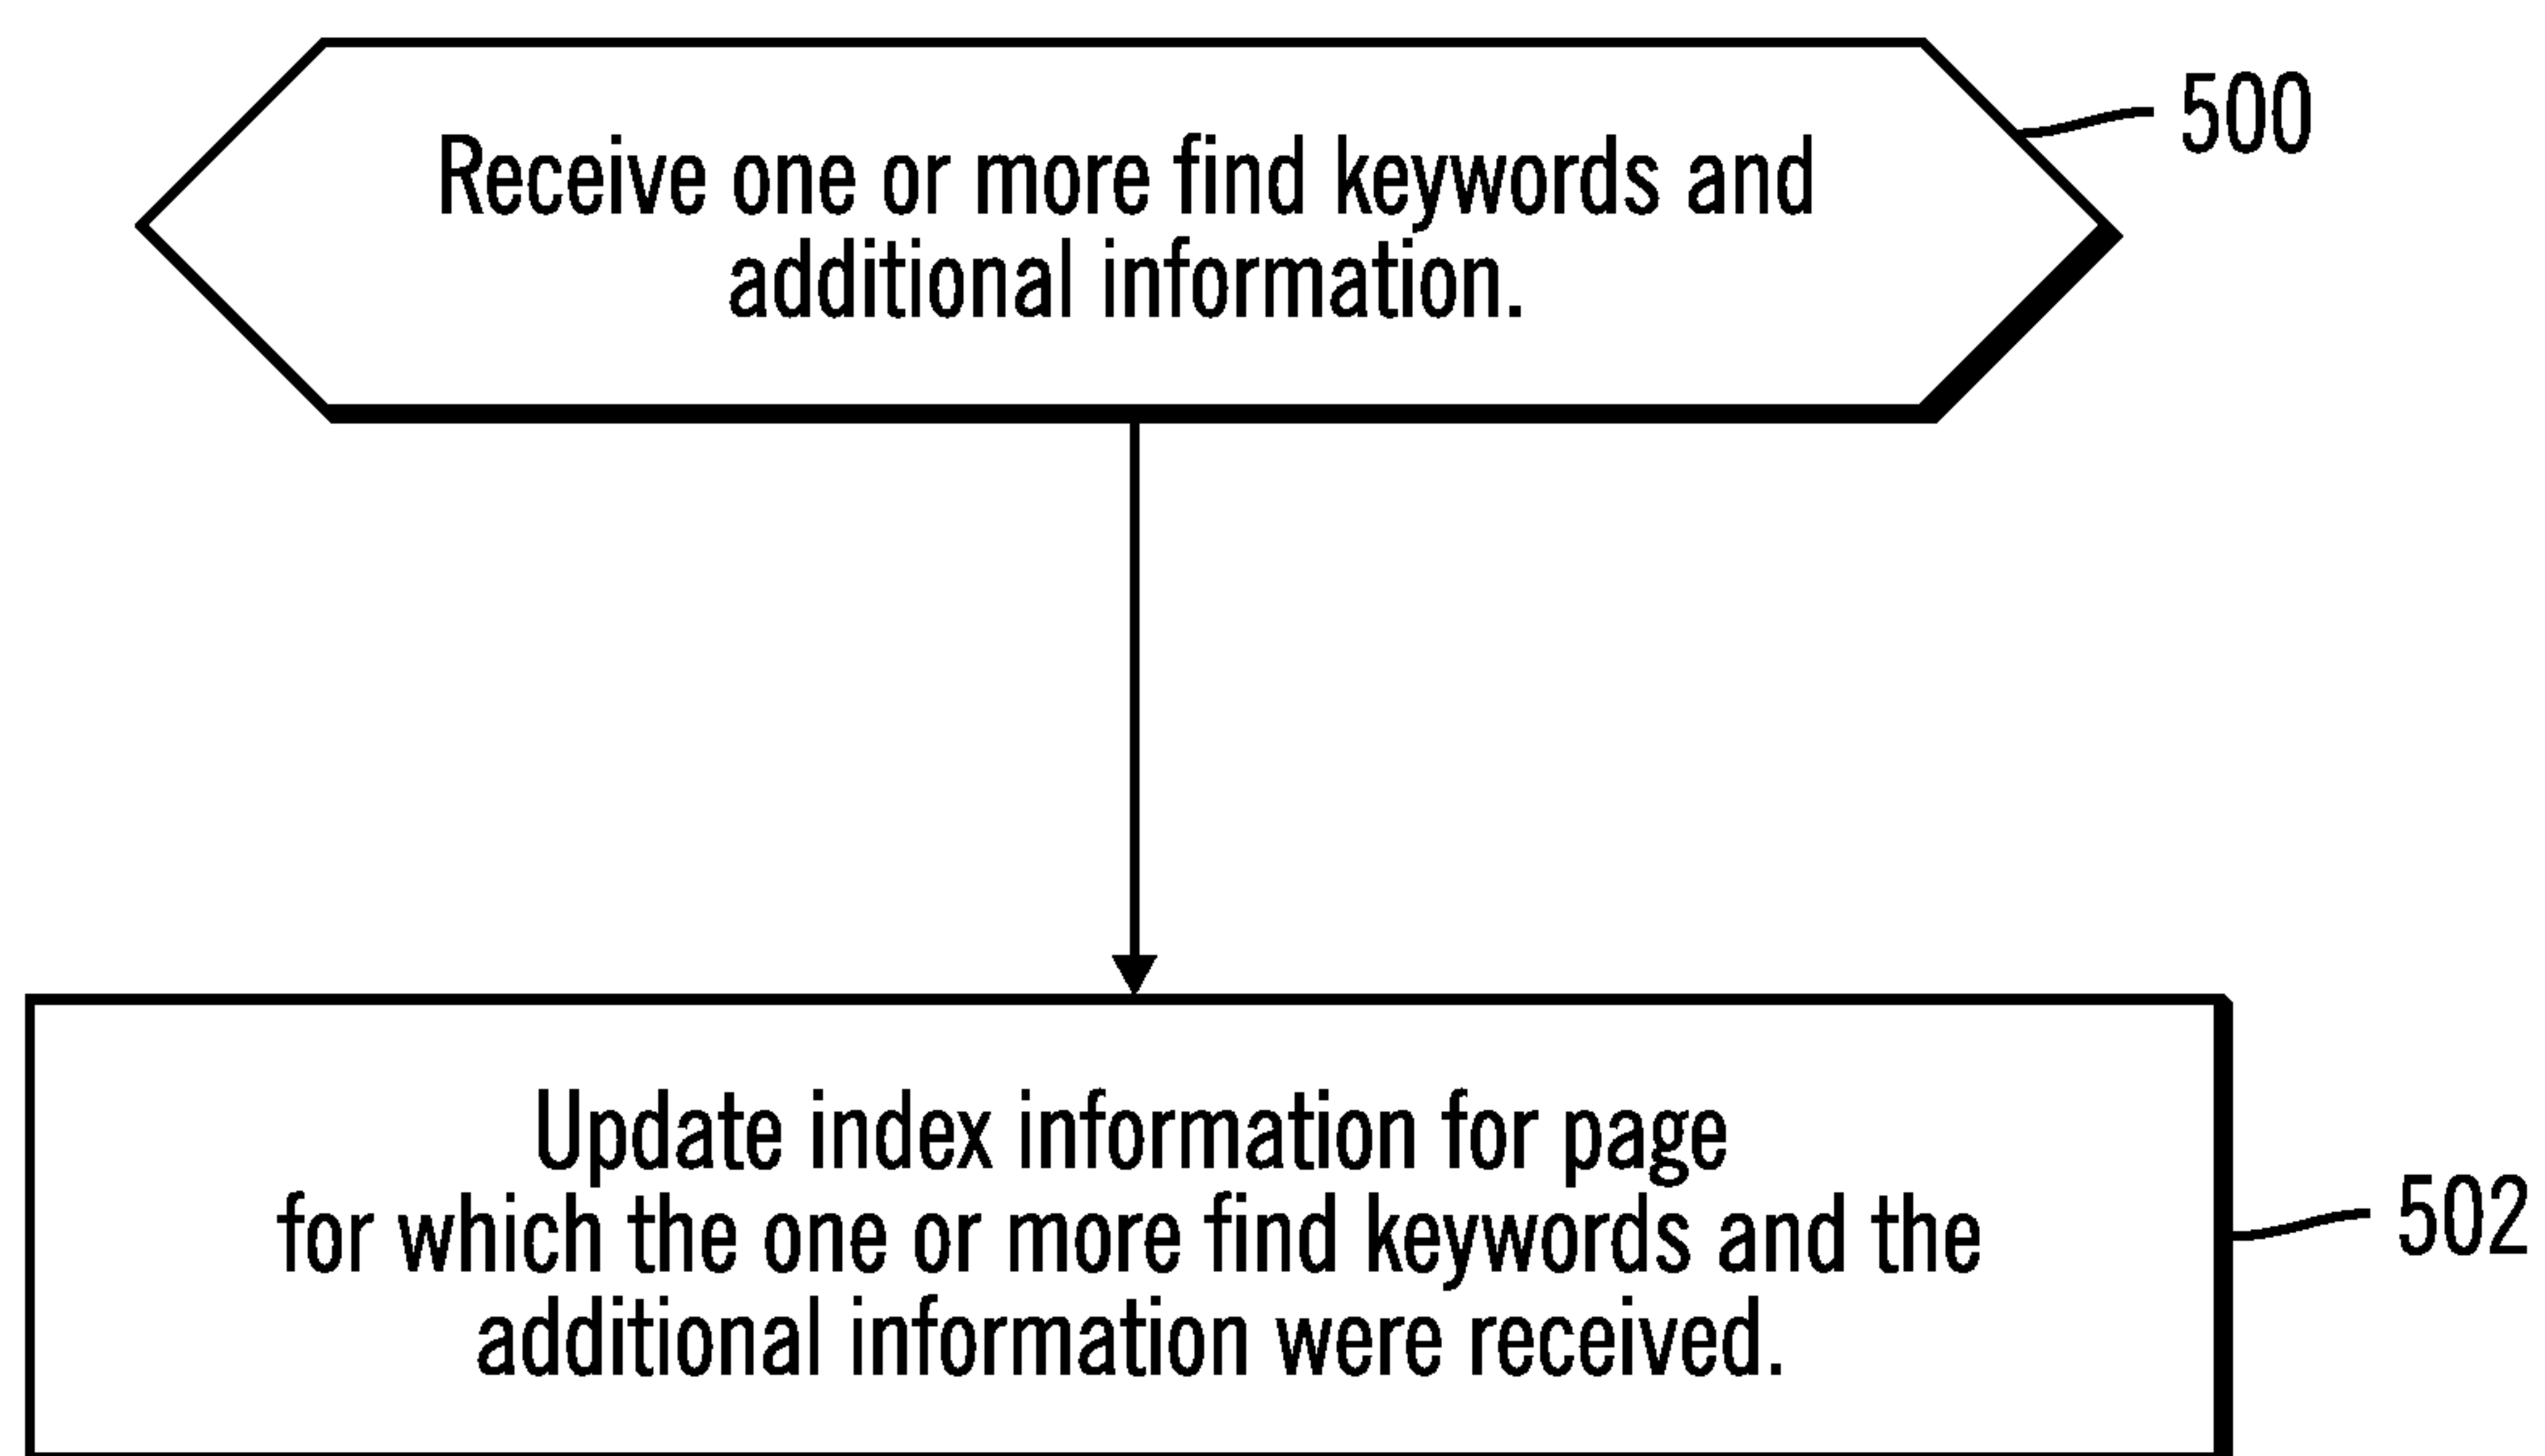 Receive one or more find keywords and
additional information.
500
Update index information for page
for which the one or more find keywords and the
additional information were received.
502